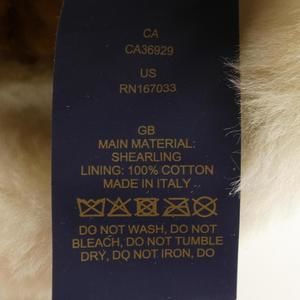 CA
CA36929
US
RN167033
GB
MAIN MATERIAL:
SHEARLING
LINING: 100% COTTON
MADE IN ITALY
DO NOT WASH, DO NOT
BLEACH, DO NOT TUMBLE
DRY, DO NOT IRON, DO